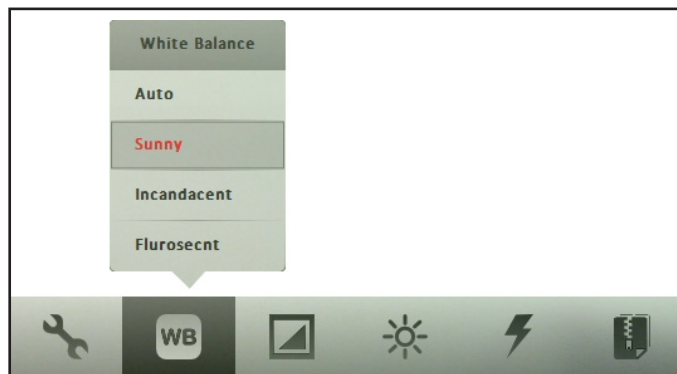 White Balance
Auto
Sunny
Incandacent
Flurosecnt
WB